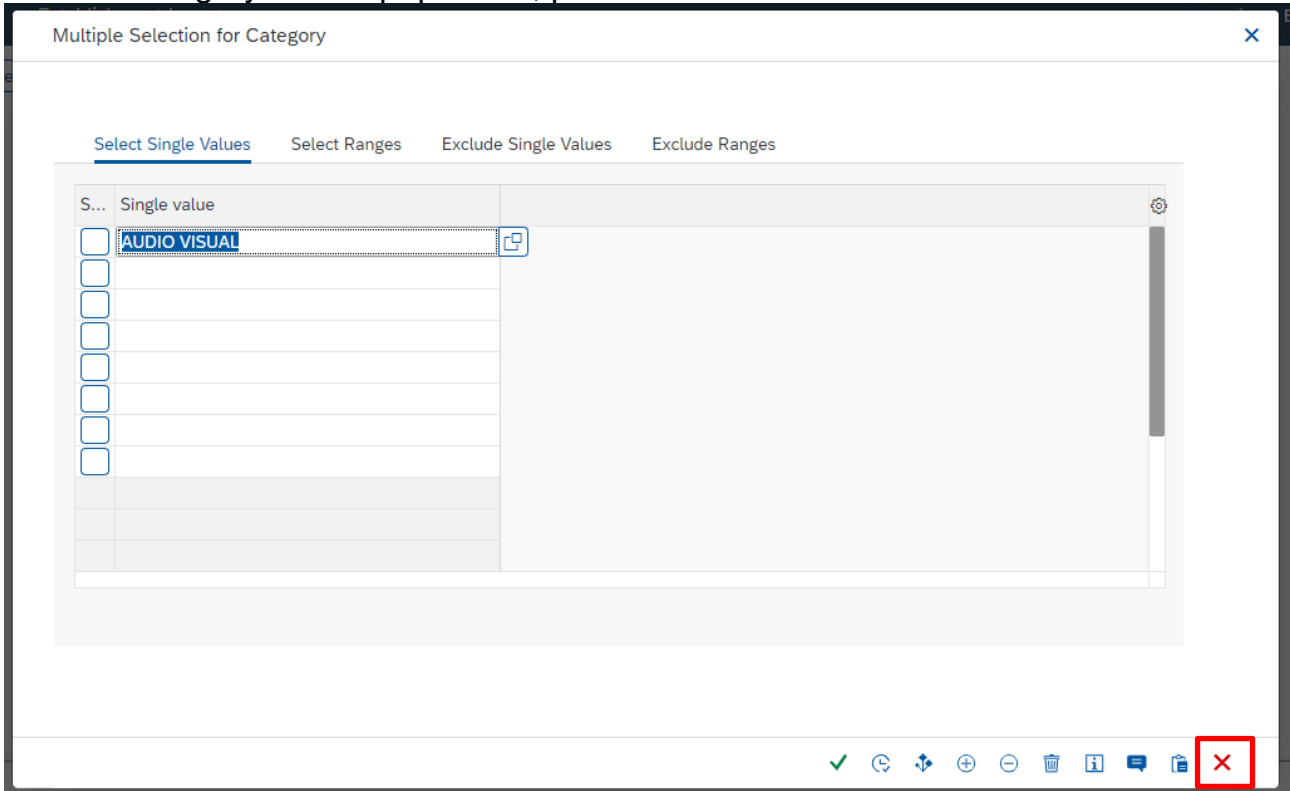 Multiple Selection for Category
Select Single Values Select Ranges Exclude Single Values Exclude Ranges
S... Single value
AUDIO VISUAL